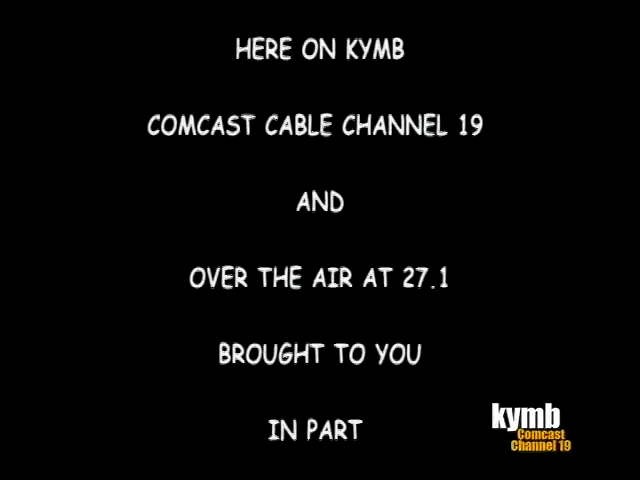 HERE ON KYMB
COMCAST CABLE CHANNEL 19
AND
OVER THE AIR AT 27.1
BROUGHT TO YOU
IN PART
kymb
Comcast
Channel 19